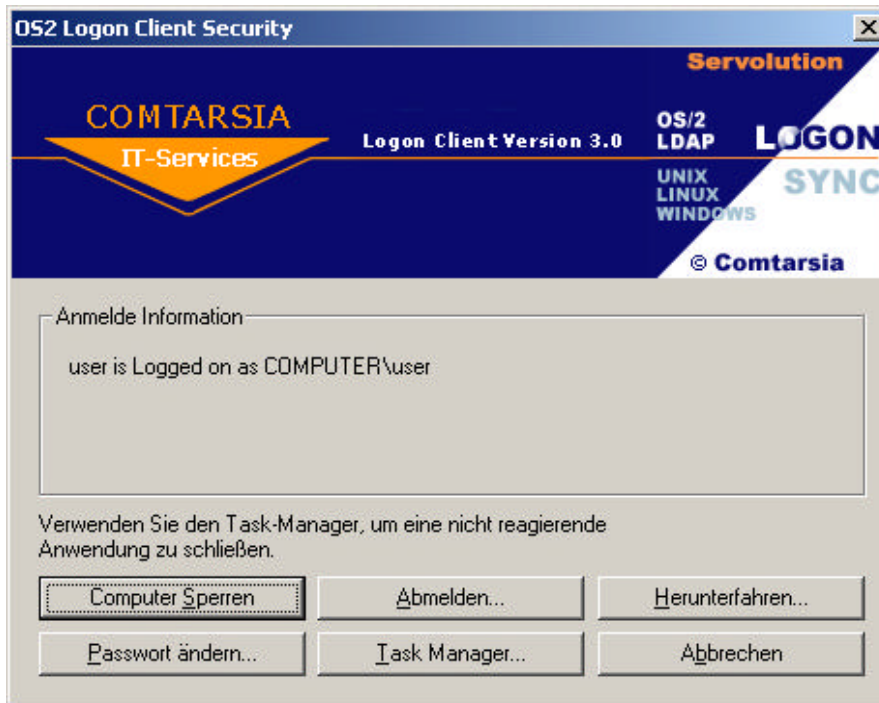 OS2 Logon Client Security
Servolution
COMTARSIA
IT-Services
Logon Client Version 3.0
OS/2
LDAP
LOGON
UNIX
LINUX
WINDOWS
SYNC
© Comtarsia
Anmelde Information
user is Logged on as COMPUTER\user
Verwenden Sie den Task-Manager, um eine nicht reagierende
Anwendung zu schließen.
Computer Sperren
Abmelden...
Herunterfahren...
Passwort ändern...
Task Manager...
Abbrechen